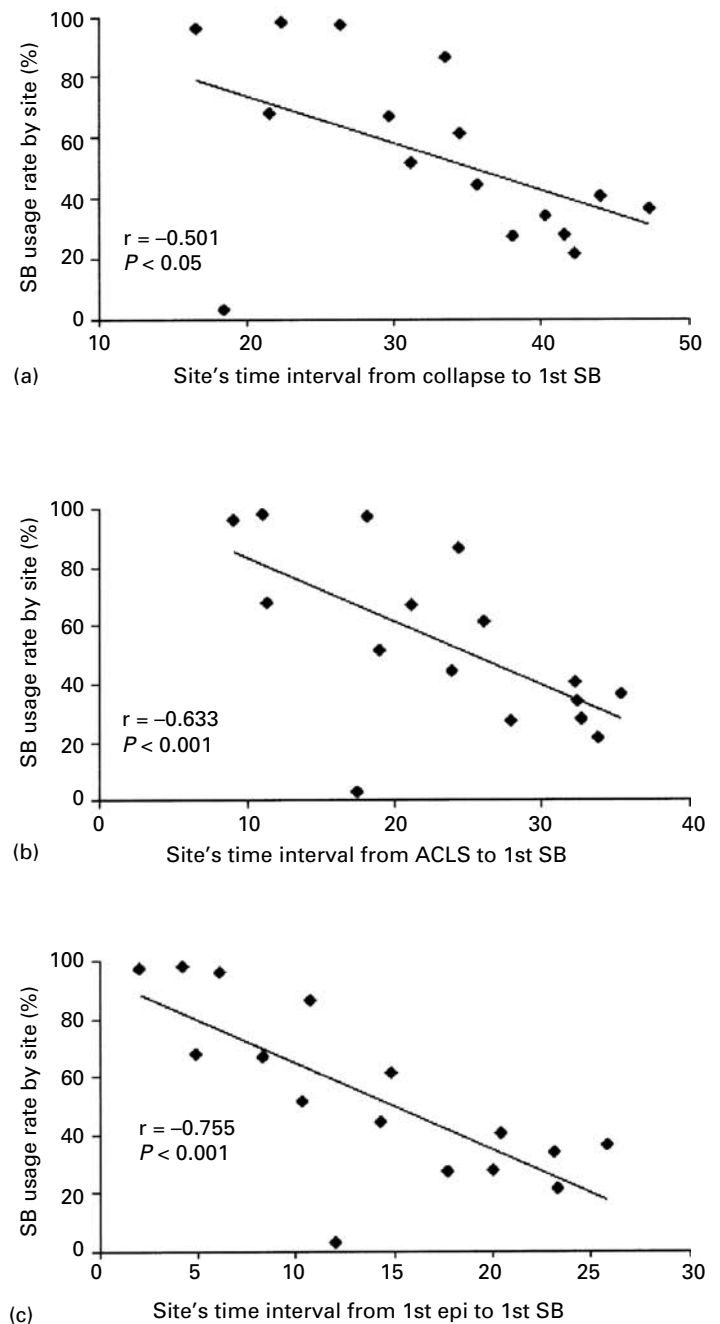 100
80
60
40
20
0
SB usage rate by site (%)
r = –0.501
P < 0.05
10 20 30 40 50
(a) Site's time interval from collapse to 1st SB
100
80
60
40
20
0
SB usage rate by site (%)
r = –0.633
P < 0.001
0 10 20 30 40
(b) Site's time interval from ACLS to 1st SB
100
80
60
40
20
0
SB usage rate by site (%)
r = –0.755
P < 0.001
0 5 10 15 20 25 30
(c) Site's time interval from 1st epi to 1st SB